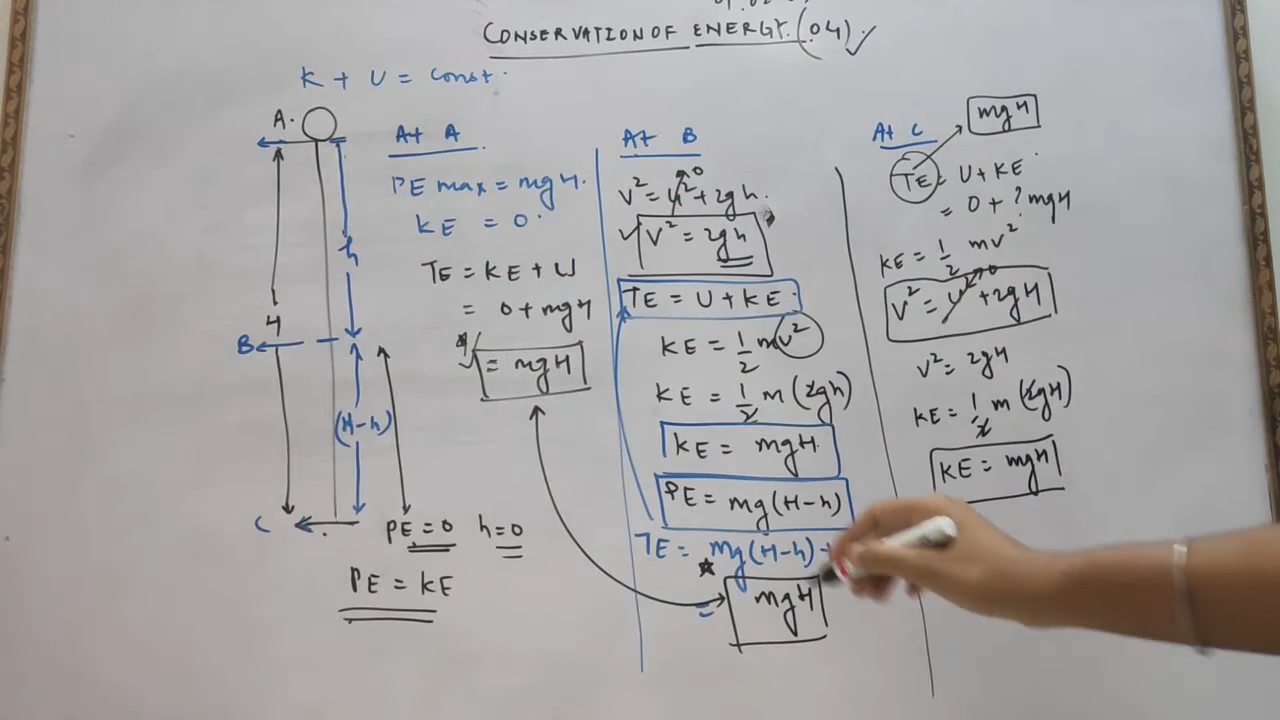 CONSERVATION OF ENERGY. (04) ✓
K + U = Const.
A.
h
H
B
(H-h)
C
PE = 0 h = 0
PE = KE
At A
PE max = mgH.
KE = 0.
TE = KE + U
= 0 + mgH
= mgH
At B
V² = u² + 2gh.
0
V² = 2gh
TE = U + KE.
KE = 1/2 mv²
KE = 1/2 m (2gh)
KE = mgH.
PE = mg(H-h)
TE = mg(H-h) +
= mgH
At C
mgH
TE = U + KE.
= 0 + ? mgH
KE = 1/2 mv²
V² = u² + 2gH
0
V² = 2gH
KE = 1/2 m (2gH)
KE = mgH